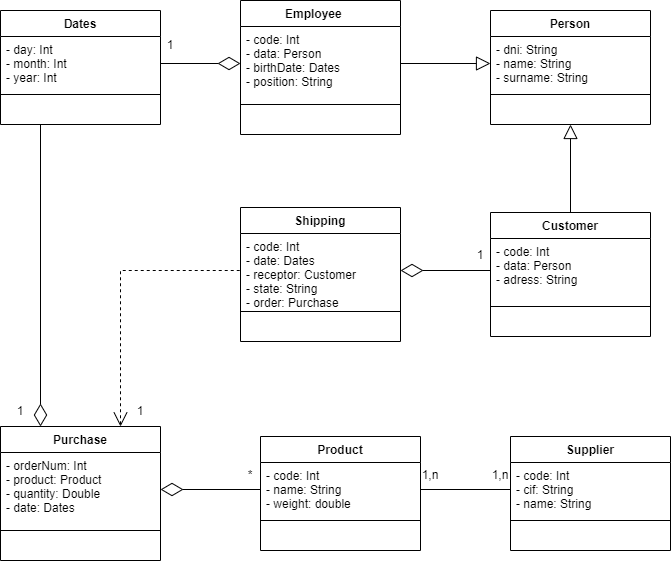 Dates
- day: Int
- month: Int
- year: Int
1
Employee
- code: Int
- data: Person
- birthDate: Dates
- position: String
Person
- dni: String
- name: String
- surname: String
Shipping
- code: Int
- date: Dates
- receptor: Customer
- state: String
- order: Purchase
1
Customer
- code: Int
- data: Person
- adress: String
1
1
Purchase
- orderNum: Int
- product: Product
- quantity: Double
- date: Dates
*
Product
- code: Int
- name: String
- weight: double
1,n
1,n
Supplier
- code: Int
- cif: String
- name: String